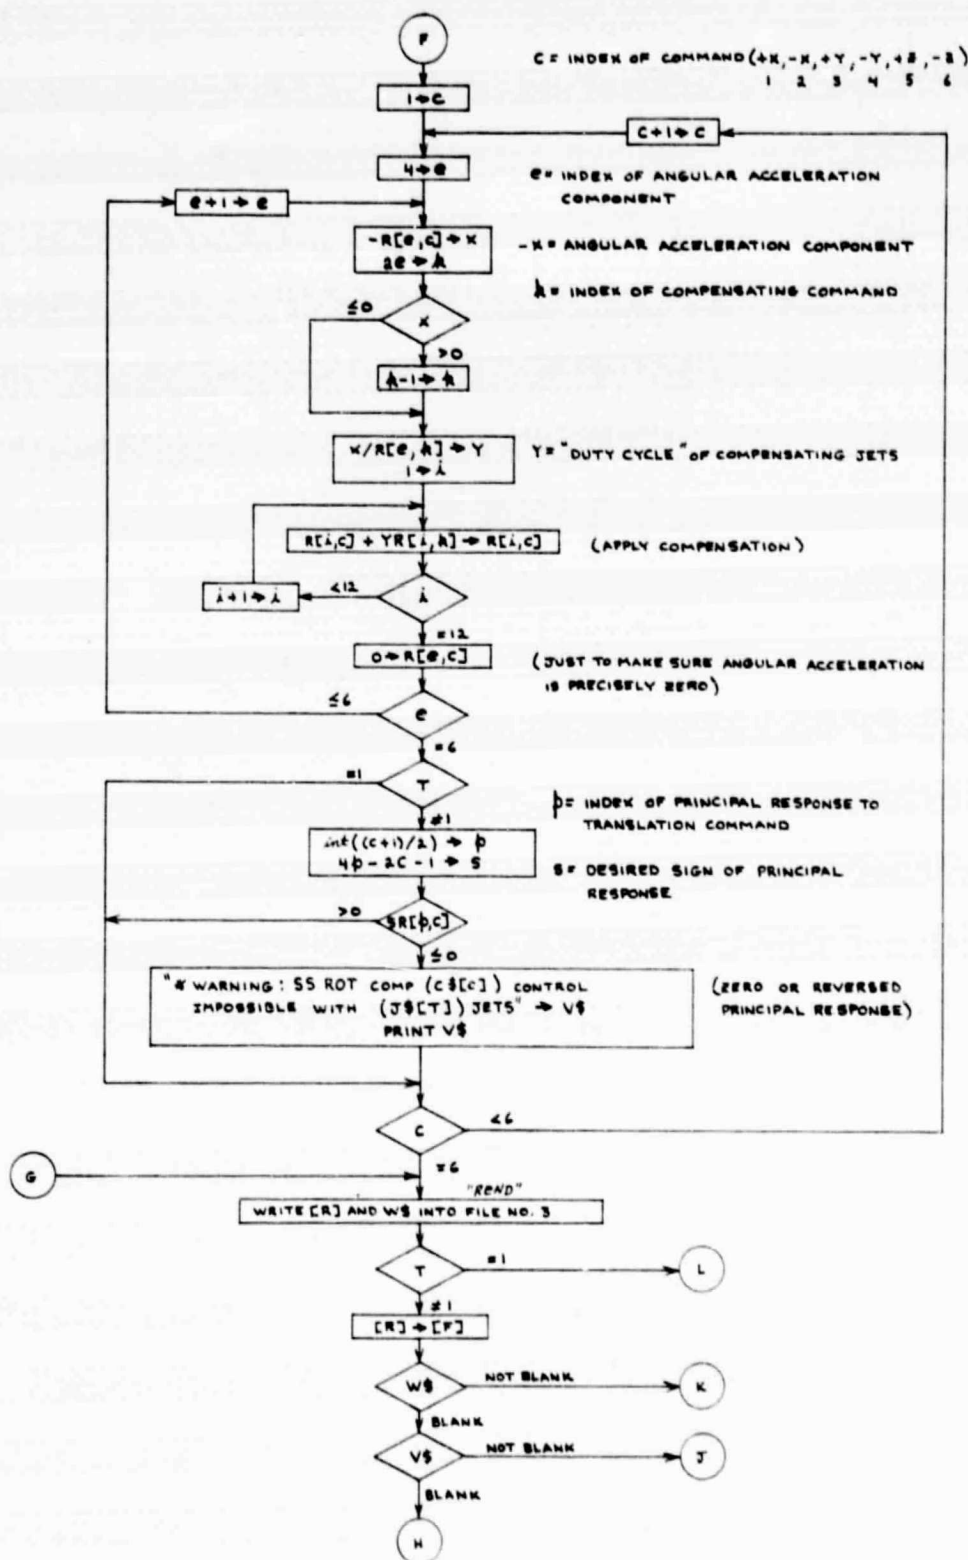 F
C = INDEX OF COMMAND (+X, -X, +Y, -Y, +Z, -Z)
1 2 3 4 5 6
1 → C
C+1 → C
4 → e
e = INDEX OF ANGULAR ACCELERATION
COMPONENT
e+1 → e
-R[e,c] → x
2e → k
-x = ANGULAR ACCELERATION COMPONENT
k = INDEX OF COMPENSATING COMMAND
≤0
x
>0
k-1 → k
x/R[e,k] → Y
1 → i
Y = "DUTY CYCLE" OF COMPENSATING JETS
R[i,c] + YR[i,k] → R[i,c]
(APPLY COMPENSATION)
i+1 → i
<12
i
=12
0 → R[e,c]
(JUST TO MAKE SURE ANGULAR ACCELERATION
IS PRECISELY ZERO)
≤6
e
=6
=1
T
≠1
p = INDEX OF PRINCIPAL RESPONSE TO
TRANSLATION COMMAND
int((c+1)/2) → p
4p-2C-1 → S
S = DESIRED SIGN OF PRINCIPAL
RESPONSE
>0
SR[p,c]
≤0
"* WARNING: SS ROT COMP (C$[c]) CONTROL
IMPOSSIBLE WITH (J$[T]) JETS" → V$
PRINT V$
(ZERO OR REVERSED
PRINCIPAL RESPONSE)
C
<6
=6
G
"REND"
WRITE [R] AND W$ INTO FILE NO. 3
T
=1
L
≠1
[R] → [F]
W$
NOT BLANK
K
BLANK
V$
NOT BLANK
J
BLANK
H